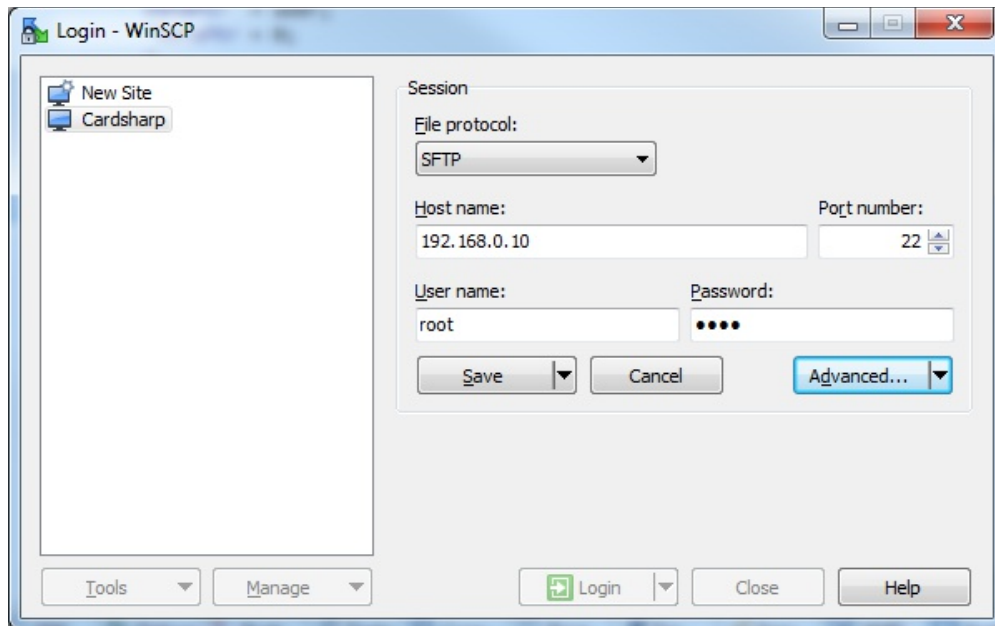 Login - WinSCP
New Site
Cardsharp
Session
File protocol:
SFTP
Host name:
Port number:
192.168.0.10
22
User name:
Password:
root
••••
Save
Cancel
Advanced...
Tools
Manage
Login
Close
Help